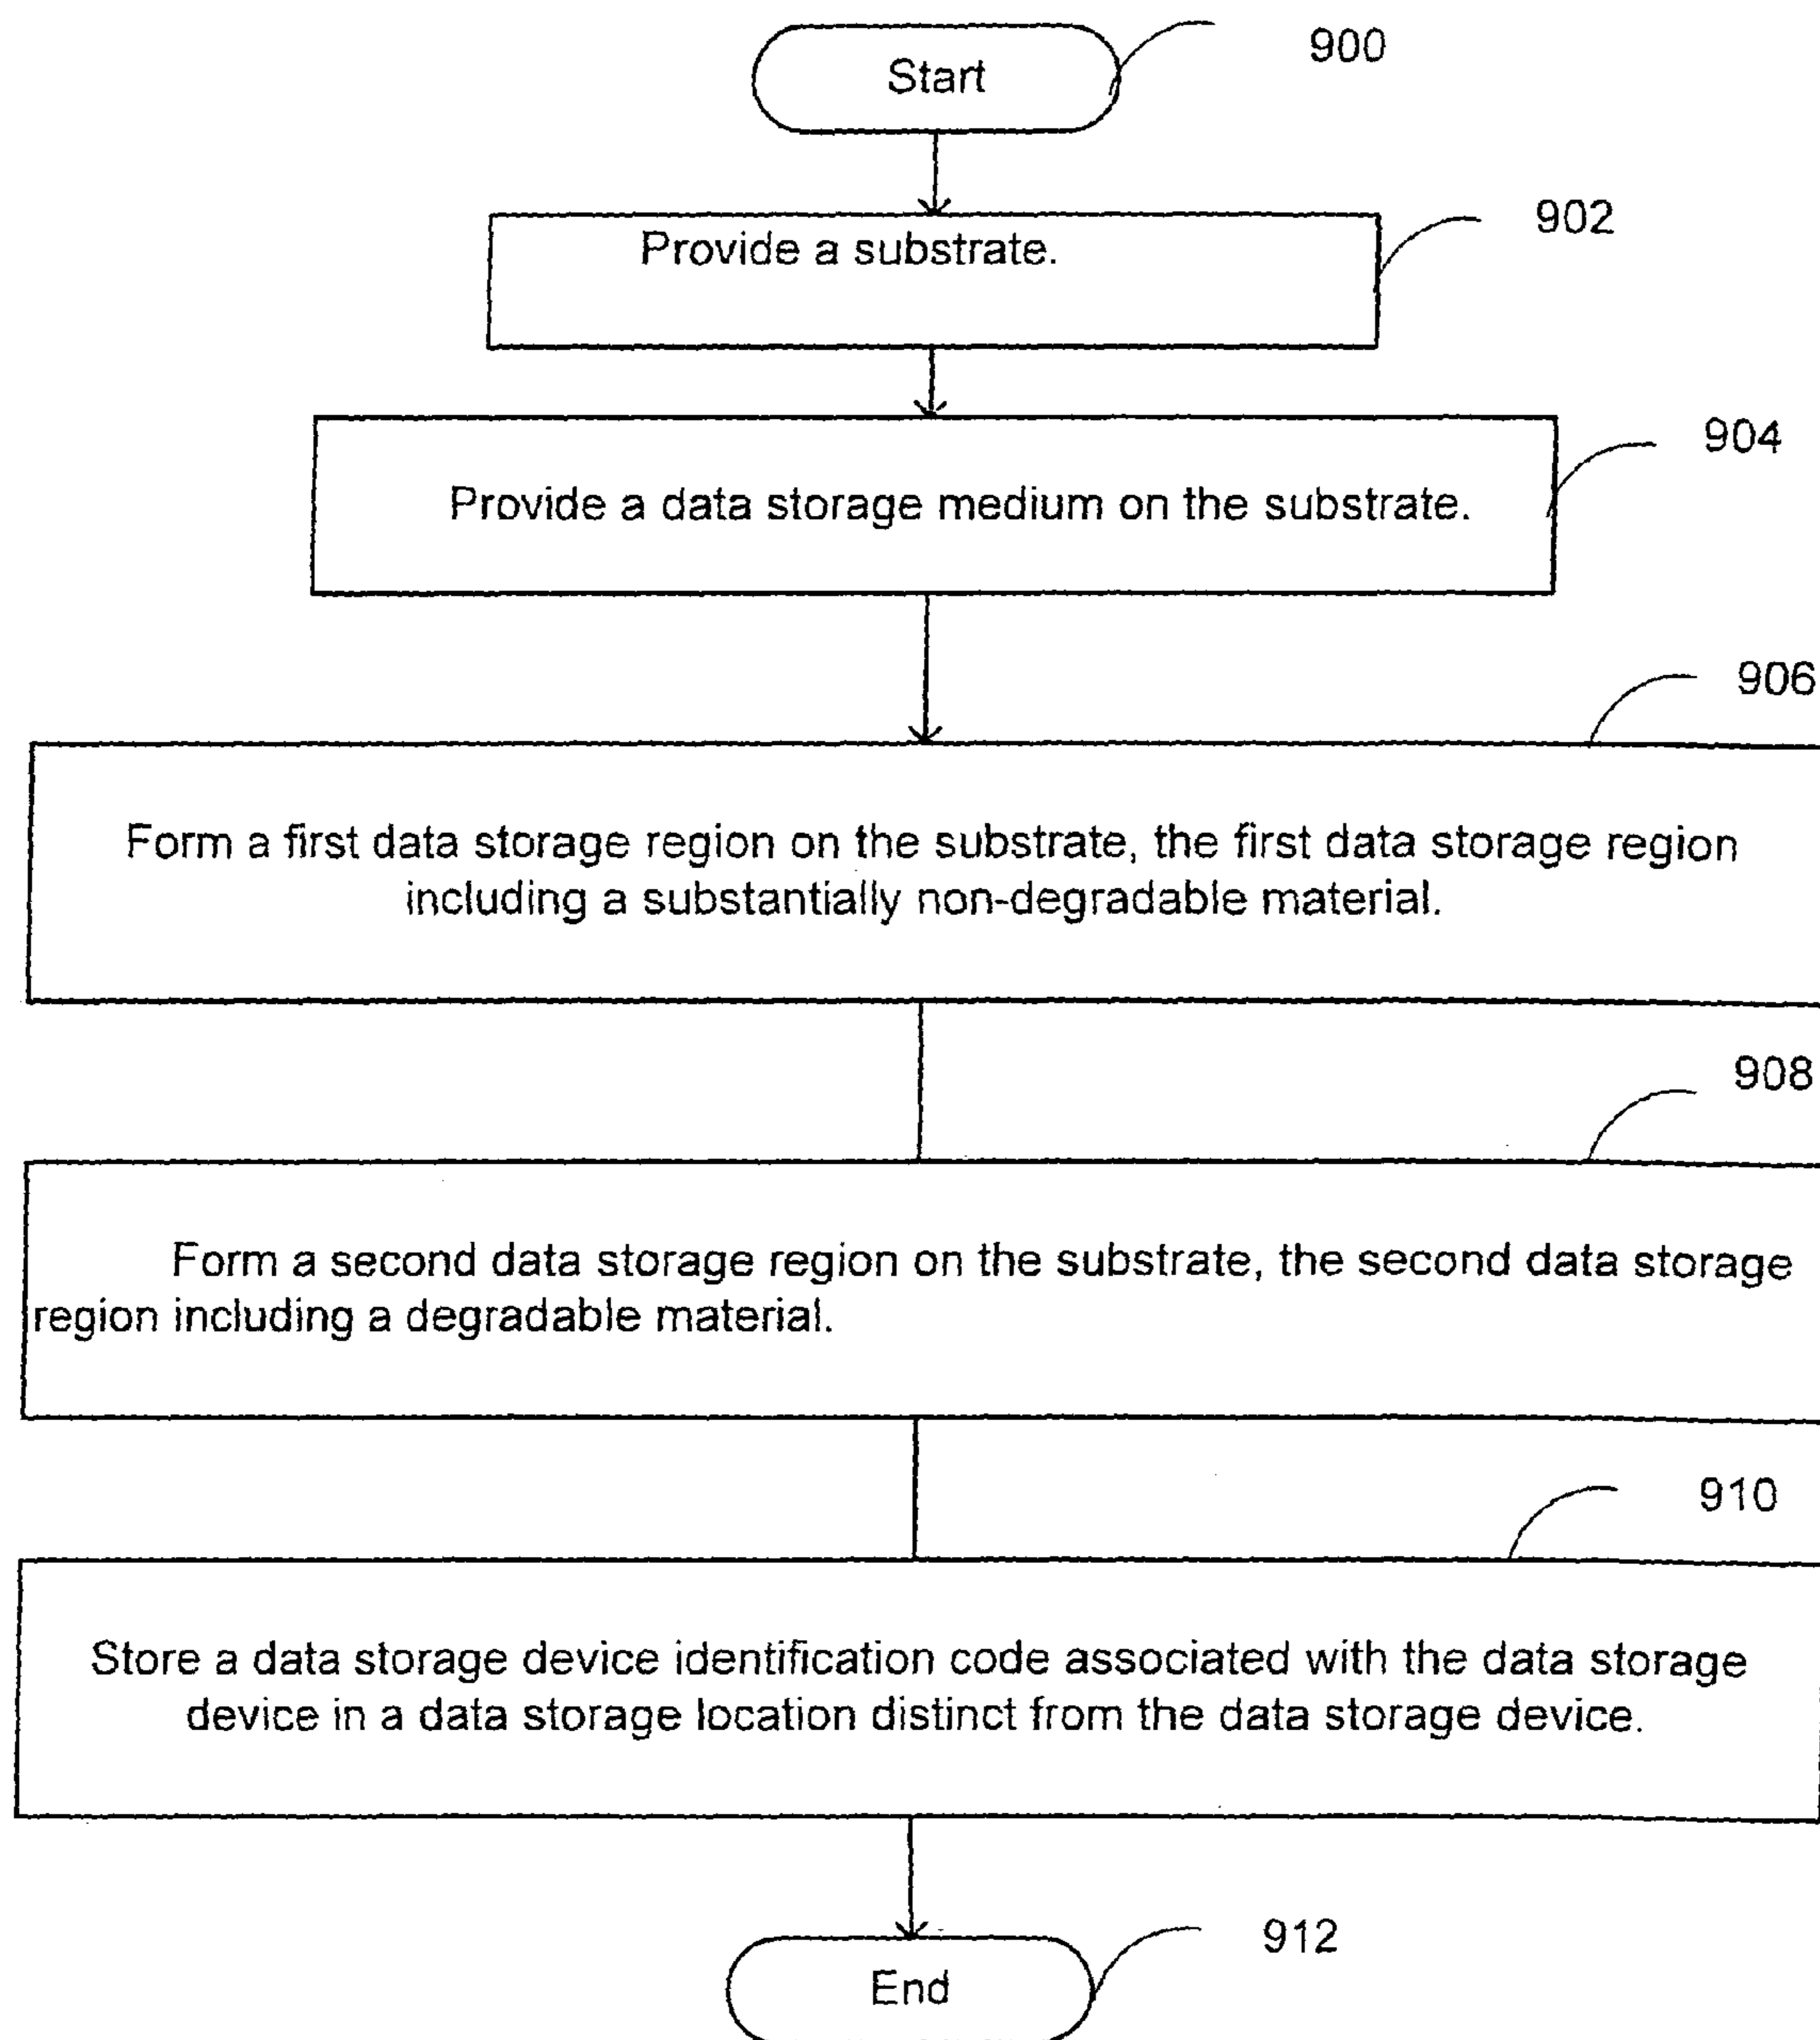 Start
900
Provide a substrate.
902
Provide a data storage medium on the substrate.
904
906
Form a first data storage region on the substrate, the first data storage region
including a substantially non-degradable material.
908
Form a second data storage region on the substrate, the second data storage
region including a degradable material.
910
Store a data storage device identification code associated with the data storage
device in a data storage location distinct from the data storage device.
912
End